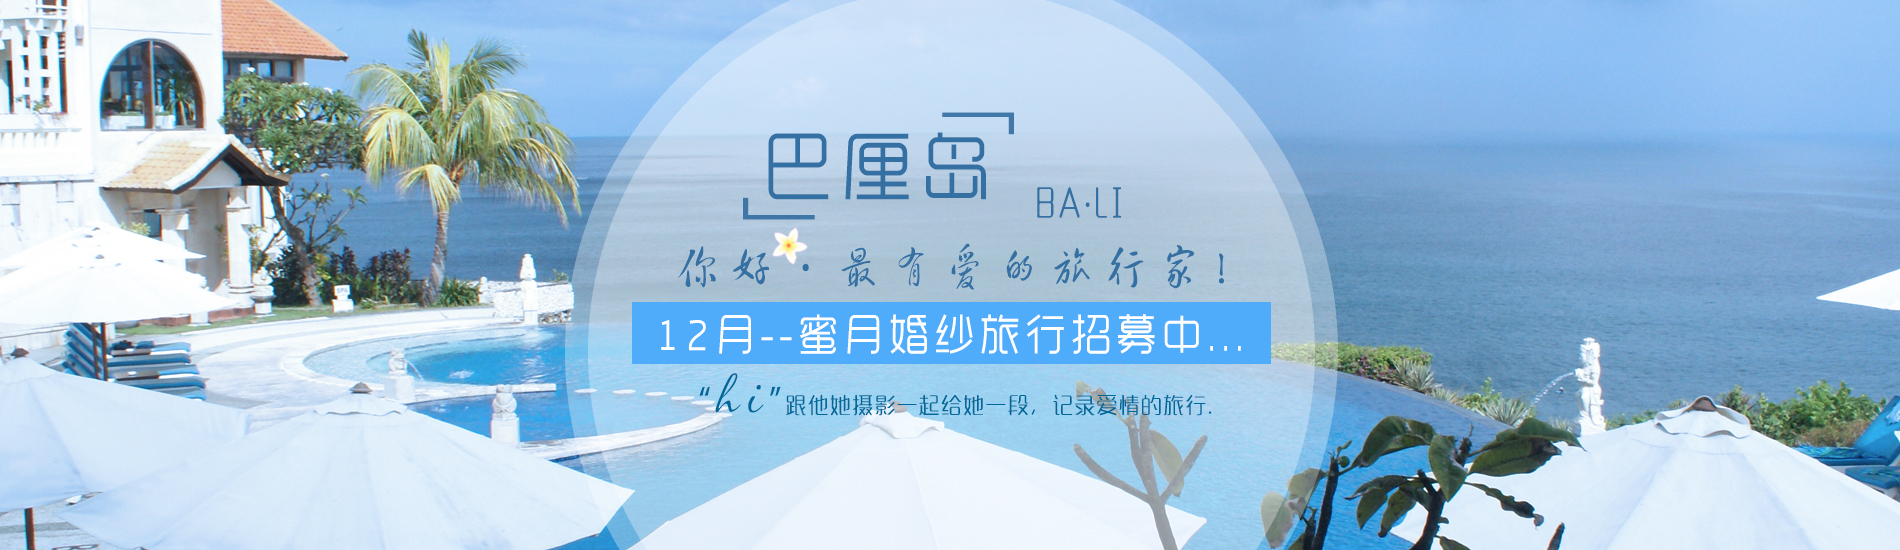 巴厘岛
BA·LI
你好·最有爱的旅行家！
12月--蜜月婚纱旅行招募中...
“hi”跟他她摄影一起给她一段，记录爱情的旅行.